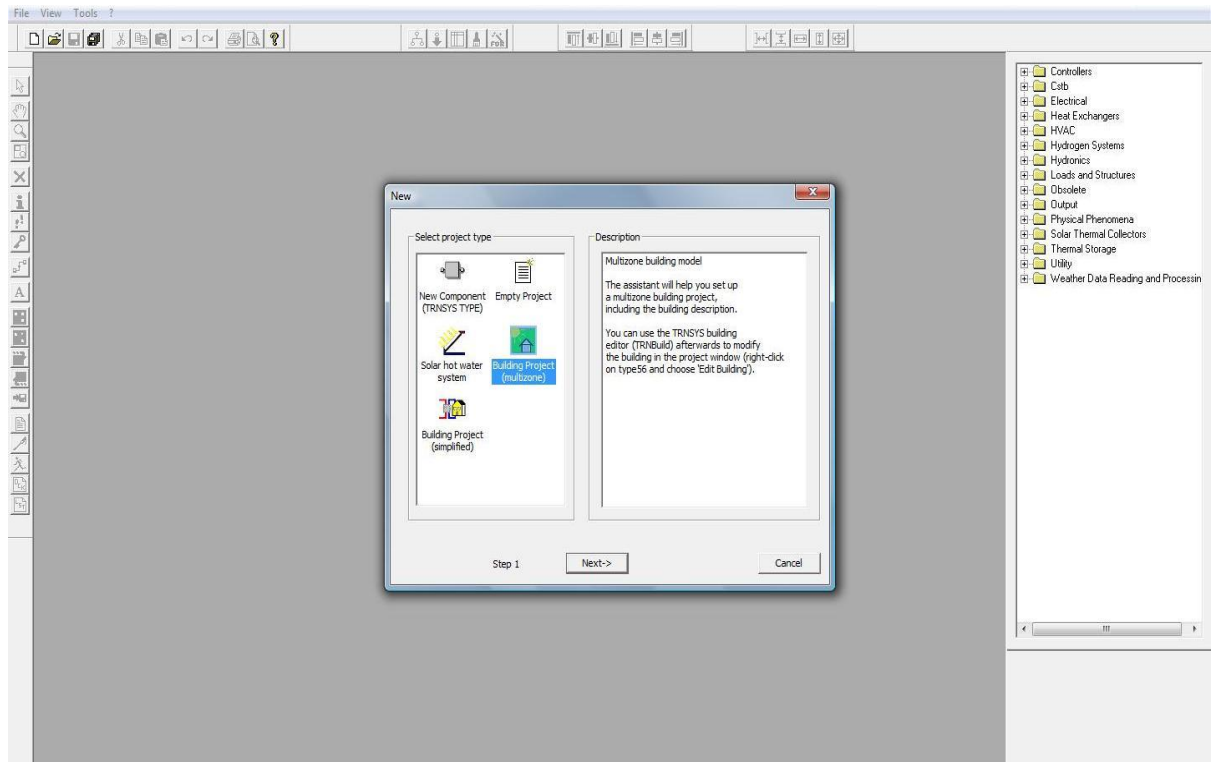 File View Tools ?
Controllers
Cstb
Electrical
Heat Exchangers
HVAC
Hydrogen Systems
Hydronics
Loads and Structures
Obsolete
Output
Physical Phenomena
Solar Thermal Collectors
Thermal Storage
Utility
Weather Data Reading and Processin
New
Select project type
New Component
(TRNSYS TYPE)
Empty Project
Solar hot water
system
Building Project
(multizone)
Building Project
(simplified)
Description
Multizone building model
The assistant will help you set up
a multizone building project,
including the building description.
You can use the TRNSYS building
editor (TRNBuild) afterwards to modify
the building in the project window (right-click
on type56 and choose 'Edit Building').
Step 1
Next->
Cancel